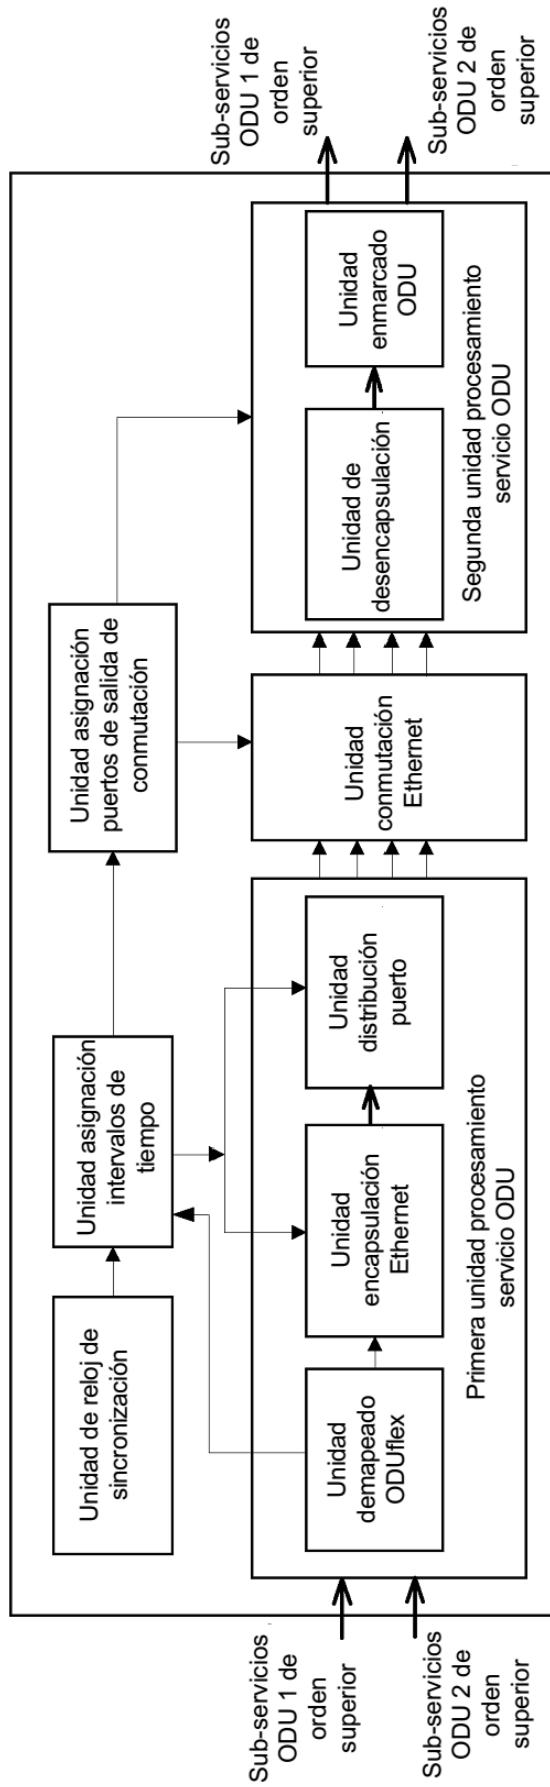 Sub-servicios
ODU 1 de
orden
superior
Sub-servicios
ODU 2 de
orden
superior
Unidad de reloj de
sincronización
Unidad asignación
intervalos de
tiempo
Unidad asignación
puertos de salida de
conmutación
Unidad
demapeado
ODUflex
Unidad
encapsulación
Ethernet
Unidad
distribución
puerto
Primera unidad procesamiento
servicio ODU
Unidad
conmutación
Ethernet
Unidad de
desencapsulación
Unidad
enmarcado
ODU
Segunda unidad procesamiento
servicio ODU
Sub-servicios
ODU 1 de
orden
superior
Sub-servicios
ODU 2 de
orden
superior